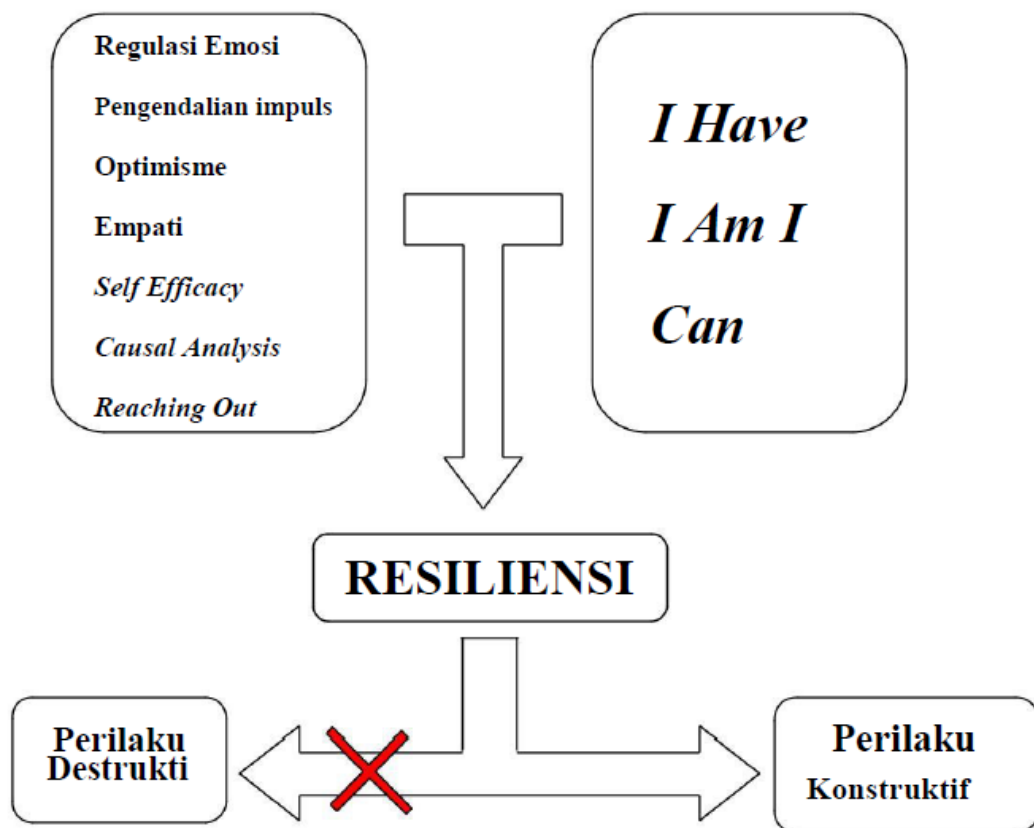 Regulasi Emosi
Pengendalian impuls
Optimisme
Empati
Self Efficacy
Causal Analysis
Reaching Out
I Have
I Am I
Can
RESILIENSI
Perilaku
Destrukti
Perilaku
Konstruktif